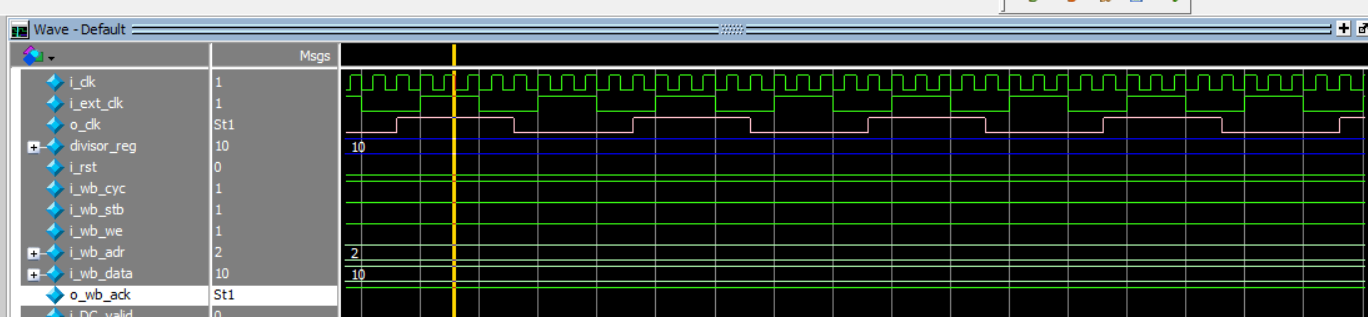 Wave - Default
Msgs
i_clk 1
i_ext_clk 1
o_clk St1
divisor_reg 10 10
i_rst 0
i_wb_cyc 1
i_wb_stb 1
i_wb_we 1
i_wb_adr 2 2
i_wb_data 10 10
o_wb_ack St1
i_DC_valid 0